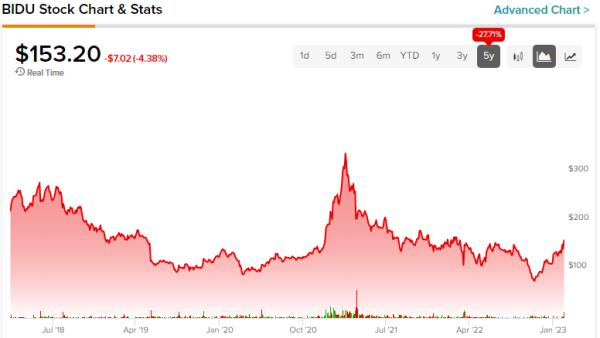 BIDU Stock Chart & Stats
Advanced Chart >
$153.20 -$7.02 (-4.38%)
Real Time
-27.71%
1d 5d 3m 6m YTD 1y 3y 5y
$300
$200
$100
Jul '18 Apr '19 Jan '20 Oct '20 Jul '21 Apr '22 Jan '23